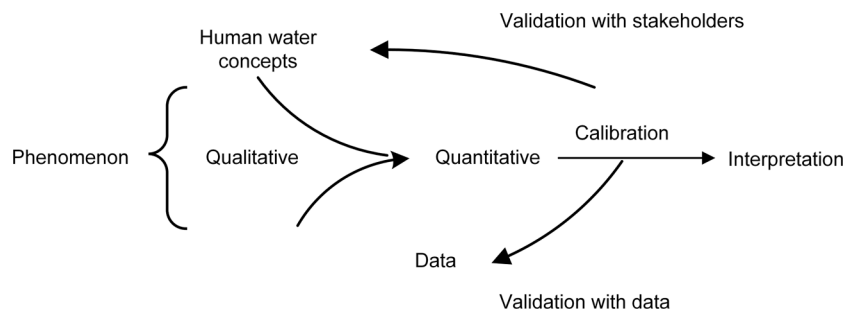 Validation with stakeholders
Human water
concepts
Calibration
Phenomenon
Qualitative
Quantitative
Interpretation
Data
Validation with data